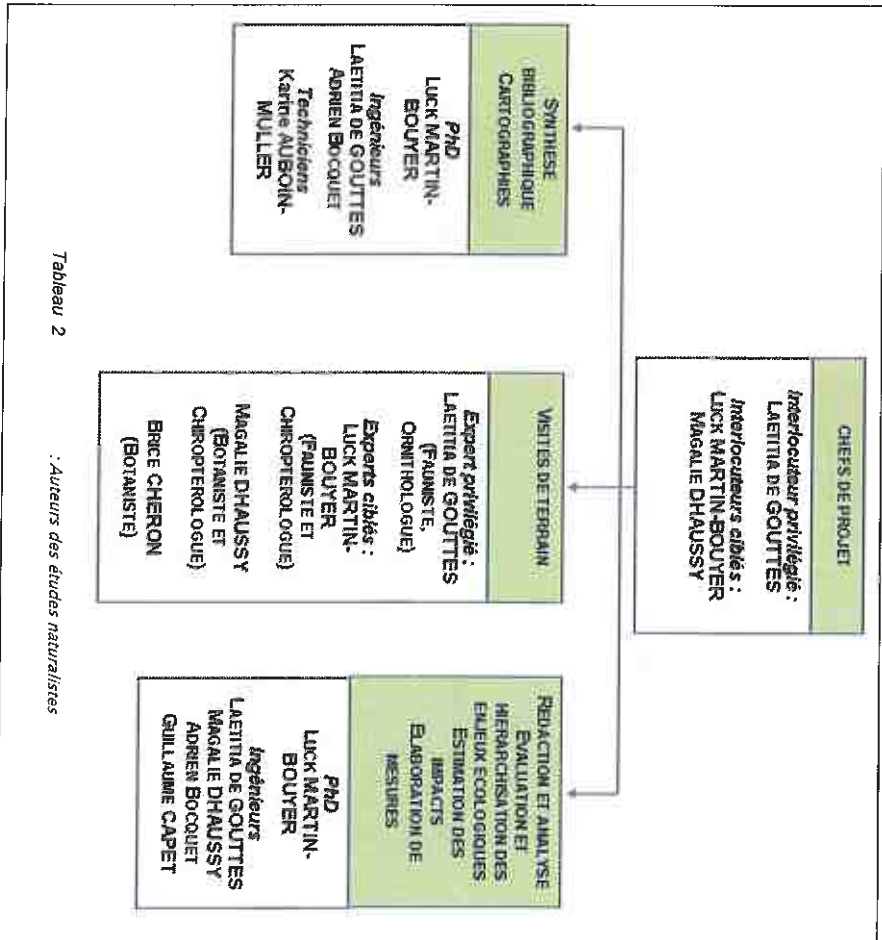 CHEFS DE PROJET
Interlocuteur privilégié :
LAETITIA DE GOUTTES
Interlocuteurs ciblés :
LUCK MARTIN-BOUYER
MAGALIE DHAUSSY
SYNTHESE
BIBLIOGRAPHIQUE
CARTOGRAPHIES
PhD
LUCK MARTIN-
BOUYER
Ingénieurs
LAETITIA DE GOUTTES
ADRIEN BOCQUET
Techniciens
Karine AUBOIN-
MULLER
VISITES DE TERRAIN
Expert privilégié :
LAETITIA DE GOUTTES
(FAUNISTE,
ORNITHOLOGUE)
Experts ciblés :
LUCK MARTIN-
BOUYER
(FAUNISTE ET
CHIROPTEROLOGUE)
MAGALIE DHAUSSY
(BOTANISTE ET
CHIROPTEROLOGUE)
BRICE CHERON
(BOTANISTE)
REDACTION ET ANALYSE
EVALUATION ET
HIERARCHISATION DES
ENJEUX ECOLOGIQUES
ESTIMATION DES
IMPACTS
ELABORATION DE
MESURES
PhD
LUCK MARTIN-
BOUYER
Ingénieurs
LAETITIA DE GOUTTES
MAGALIE DHAUSSY
ADRIEN BOCQUET
GUILLAUME CAPET
Tableau 2 : Auteurs des études naturalistes